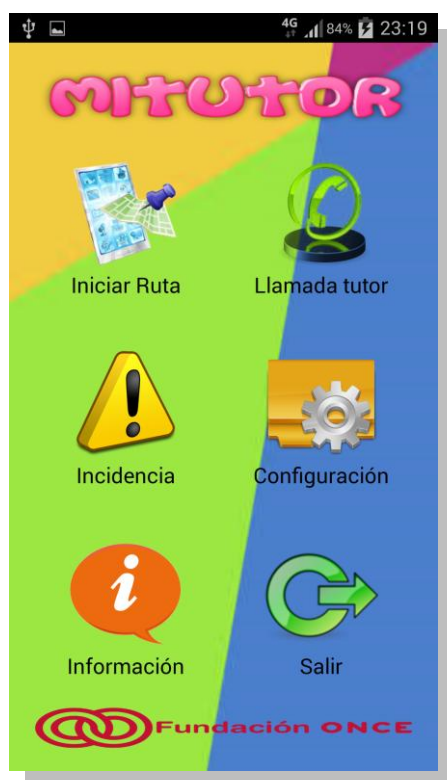 4G 84% 23:19
MITUTOR
Iniciar Ruta Llamada tutor
Incidencia Configuración
Información Salir
Fundación ONCE